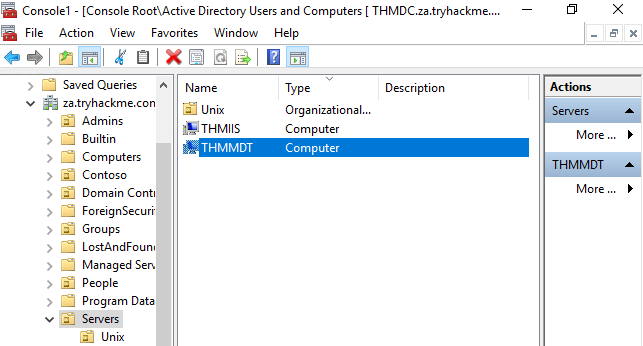 Console1 - [Console Root\Active Directory Users and Computers [ THMDC.za.tryhackme....
File Action View Favorites Window Help
Saved Queries
za.tryhackme.con
Admins
Builtin
Computers
Contoso
Domain Contr
ForeignSecurit
Groups
LostAndFound
Managed Serv
People
Program Data
Servers
Unix
Name Type Description
Unix Organizational...
THMIIS Computer
THMMDT Computer
Actions
Servers
More ...
THMMDT
More ...